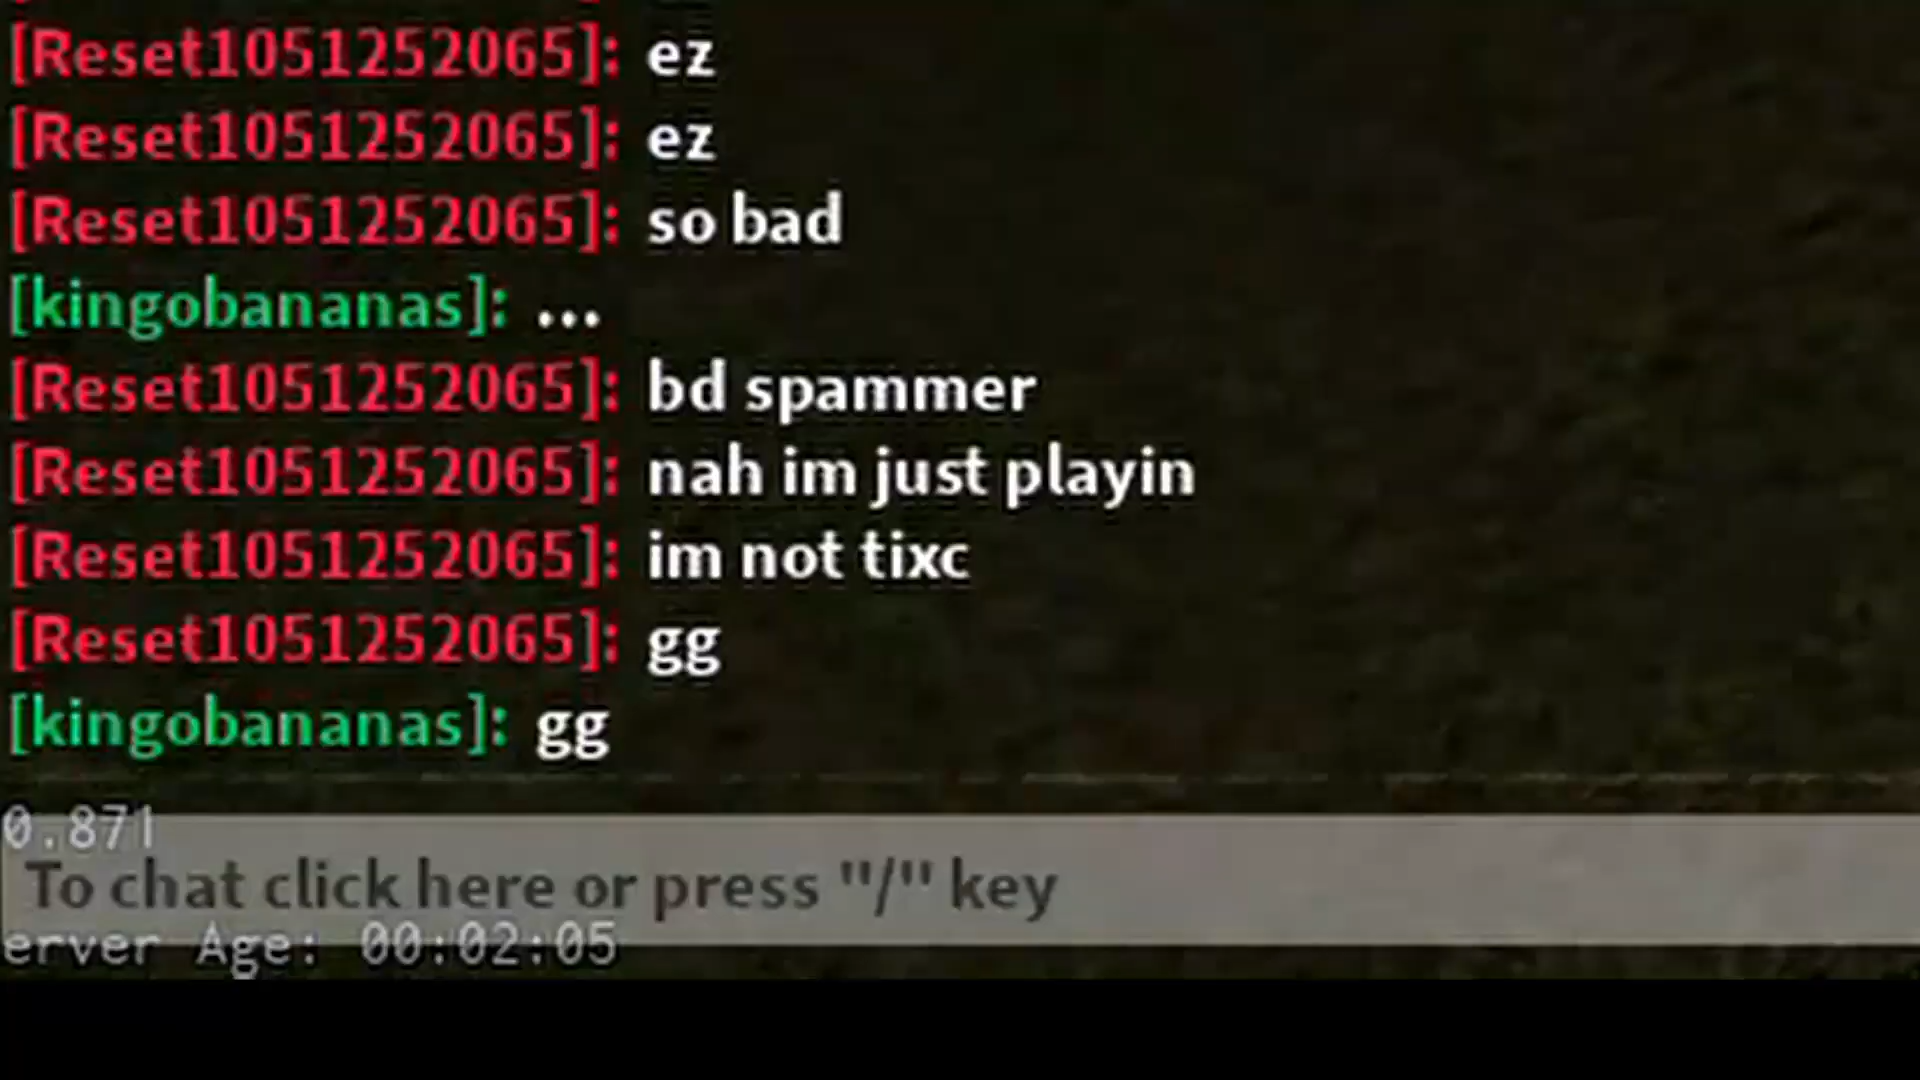 [Reset1051252065]: ez
[Reset1051252065]: ez
[Reset1051252065]: so bad
[kingobananas]: ...
[Reset1051252065]: bd spammer
[Reset1051252065]: nah im just playin
[Reset1051252065]: im not tixc
[Reset1051252065]: gg
[kingobananas]: gg
0.871
To chat click here or press "/" key
erver Age: 00:02:05